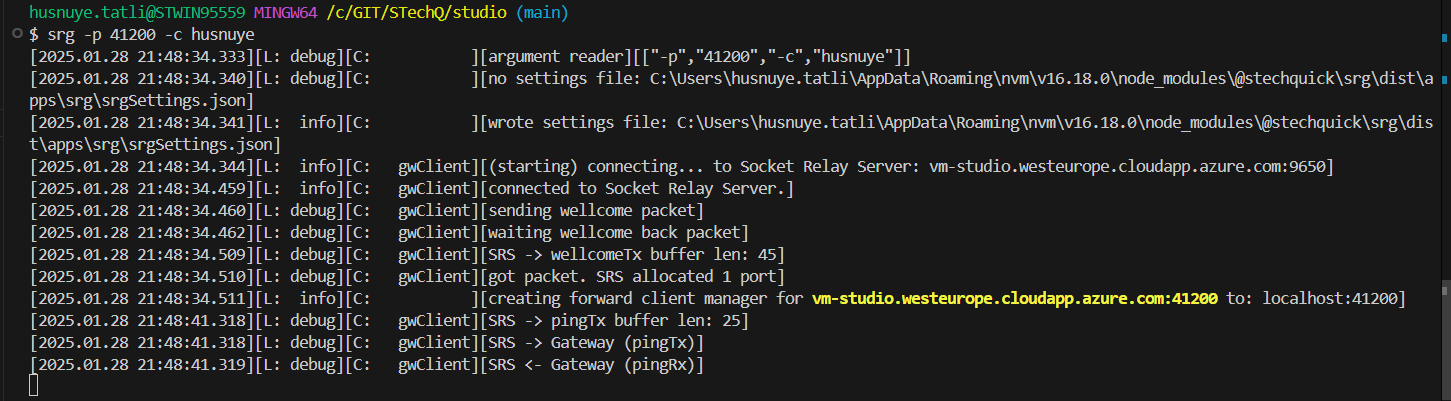 husnuye.tatli@STWIN95559 MINGW64 /c/GIT/STechQ/studio (main)
$ srg -p 41200 -c husnuye
[2025.01.28 21:48:34.333][L: debug][C:           ][argument reader][["-p","41200","-c","husnuye"]]
[2025.01.28 21:48:34.340][L: debug][C:           ][no settings file: C:\Users\husnuye.tatli\AppData\Roaming\nvm\v16.18.0\node_modules\@stechquick\srg\dist\a
pps\srg\srgSettings.json]
[2025.01.28 21:48:34.341][L:  info][C:           ][wrote settings file: C:\Users\husnuye.tatli\AppData\Roaming\nvm\v16.18.0\node_modules\@stechquick\srg\dis
t\apps\srg\srgSettings.json]
[2025.01.28 21:48:34.344][L:  info][C:   gwClient][(starting) connecting... to Socket Relay Server: vm-studio.westeurope.cloudapp.azure.com:9650]
[2025.01.28 21:48:34.459][L:  info][C:   gwClient][connected to Socket Relay Server.]
[2025.01.28 21:48:34.460][L: debug][C:   gwClient][sending wellcome packet]
[2025.01.28 21:48:34.462][L: debug][C:   gwClient][waiting wellcome back packet]
[2025.01.28 21:48:34.509][L: debug][C:   gwClient][SRS -> wellcomeTx buffer len: 45]
[2025.01.28 21:48:34.510][L: debug][C:   gwClient][got packet. SRS allocated 1 port]
[2025.01.28 21:48:34.511][L:  info][C:           ][creating forward client manager for vm-studio.westeurope.cloudapp.azure.com:41200 to: localhost:41200]
[2025.01.28 21:48:41.318][L: debug][C:   gwClient][SRS -> pingTx buffer len: 25]
[2025.01.28 21:48:41.318][L: debug][C:   gwClient][SRS -> Gateway (pingTx)]
[2025.01.28 21:48:41.319][L: debug][C:   gwClient][SRS <- Gateway (pingRx)]